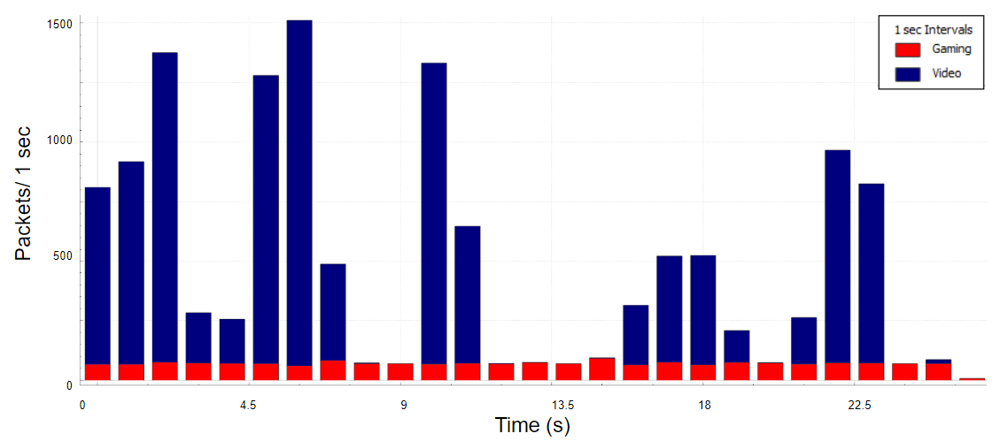 1500
1000
500
0
Packets/ 1 sec
1 sec Intervals
Gaming
Video
0 4.5 9 13.5 18 22.5
Time (s)